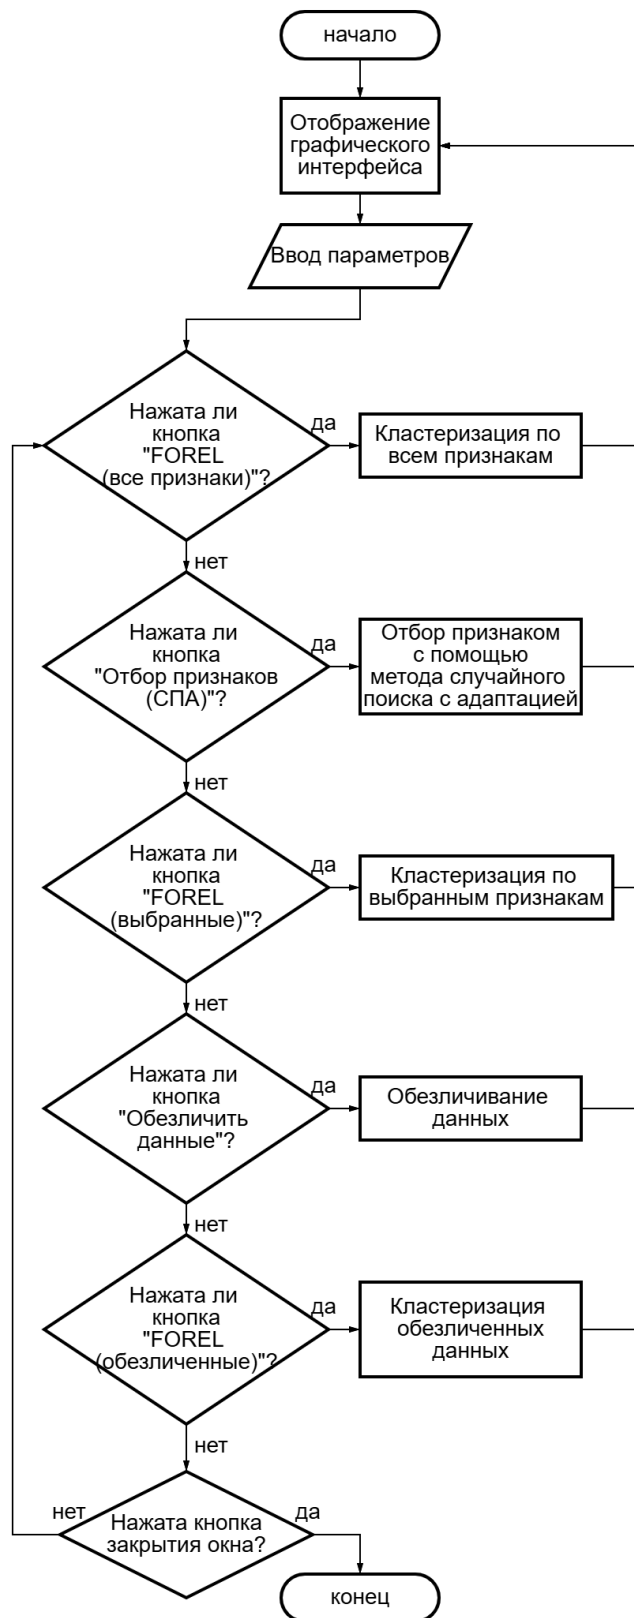 начало
Отображение
графического
интерфейса
Ввод параметров
Нажата ли
кнопка
"FOREL
(все признаки)"?
да
Кластеризация по
всем признакам
нет
Нажата ли
кнопка
"Отбор признаков
(СПА)"?
да
Отбор признаком
с помощью
метода случайного
поиска с адаптацией
нет
Нажата ли
кнопка
"FOREL
(выбранные)"?
да
Кластеризация по
выбранным признакам
нет
Нажата ли
кнопка
"Обезличить
данные"?
да
Обезличивание
данных
нет
Нажата ли
кнопка
"FOREL
(обезличенные)"?
да
Кластеризация
обезличенных
данных
нет
нет
Нажата кнопка
закрытия окна?
да
конец